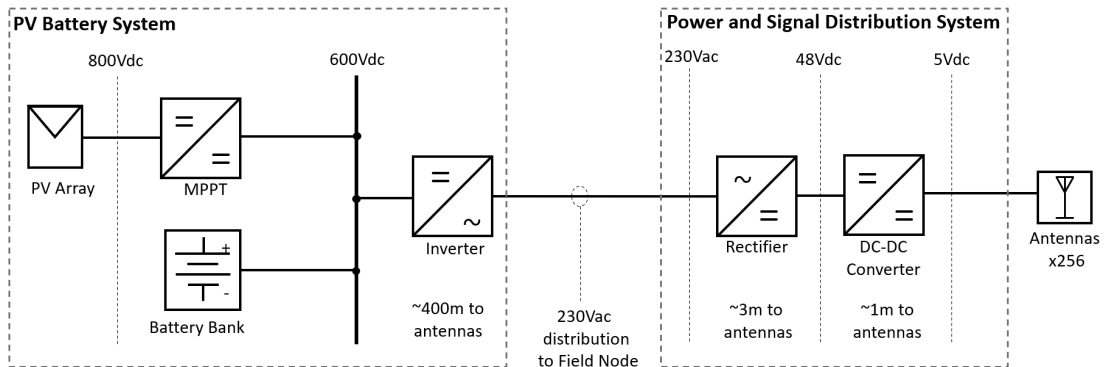 PV Battery System
Power and Signal Distribution System
800Vdc
600Vdc
230Vac
48Vdc
5Vdc
=
=
PV Array
MPPT
=
~
Inverter
~
=
Rectifier
=
=
DC-DC
Converter
Antennas
x256
+
-
Battery Bank
~400m to
antennas
230Vac
distribution
to Field Node
~3m to
antennas
~1m to
antennas